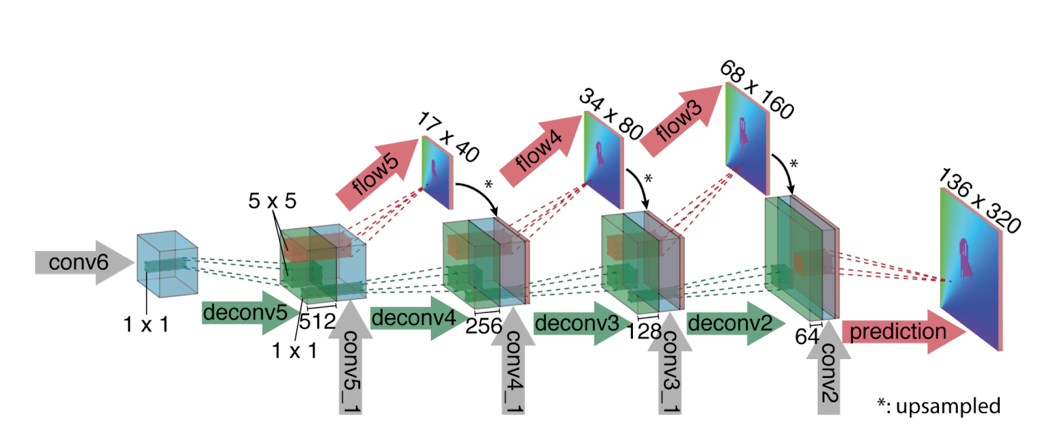 68 x 160
34 x 80
17 x 40
flow5
flow4
flow3
*
*
*
136 x 320
5 x 5
conv6
1 x 1
deconv5
512
1 x 1
conv5_1
deconv4
256
conv4_1
deconv3
128
conv3_1
deconv2
64
conv2
prediction
*: upsampled